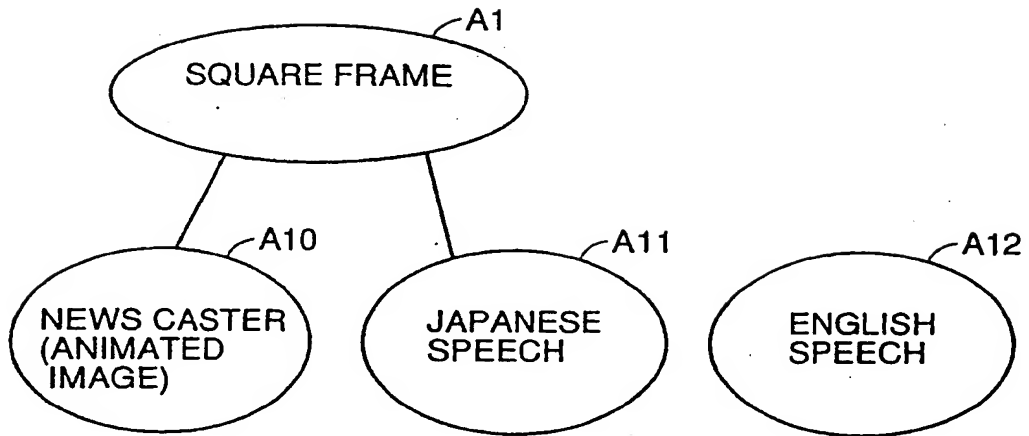 A1
SQUARE FRAME
A10
A11
A12
NEWS CASTER
(ANIMATED
IMAGE)
JAPANESE
SPEECH
ENGLISH
SPEECH